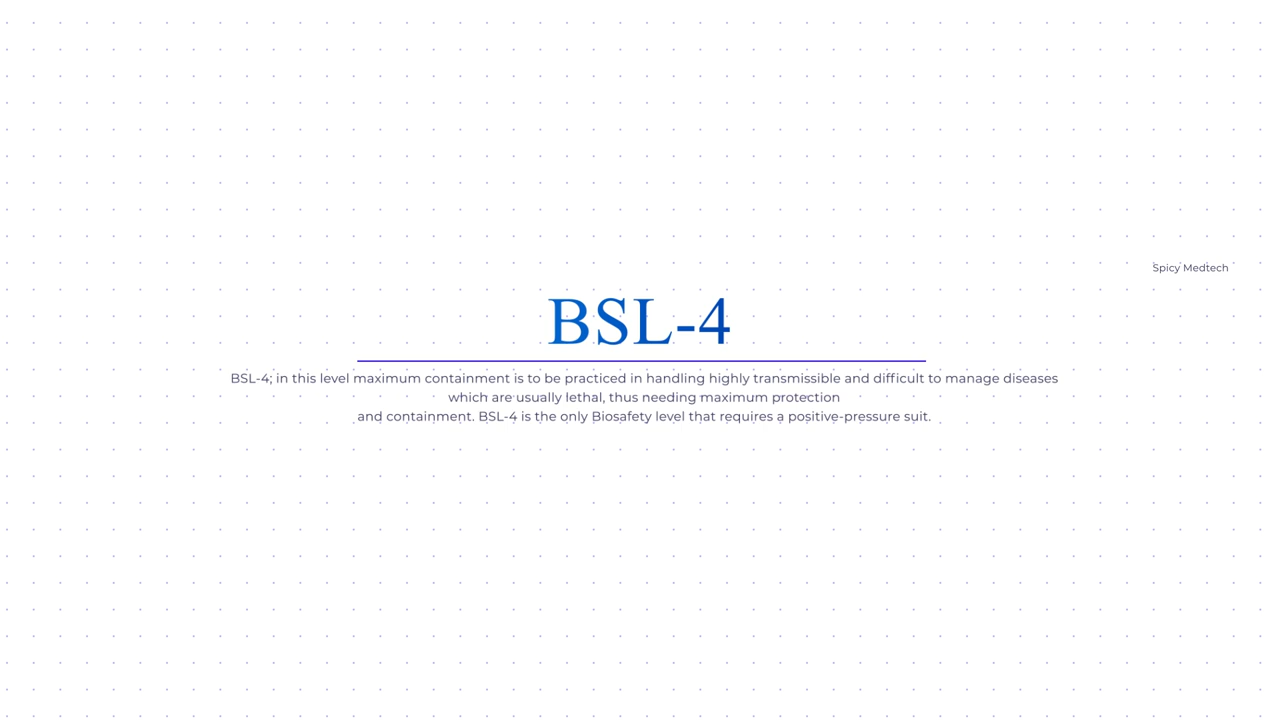 Spicy Medtech
BSL-4
BSL-4; in this level maximum containment is to be practiced in handling highly transmissible and difficult to manage diseases
which are usually lethal, thus needing maximum protection
and containment. BSL-4 is the only Biosafety level that requires a positive-pressure suit.